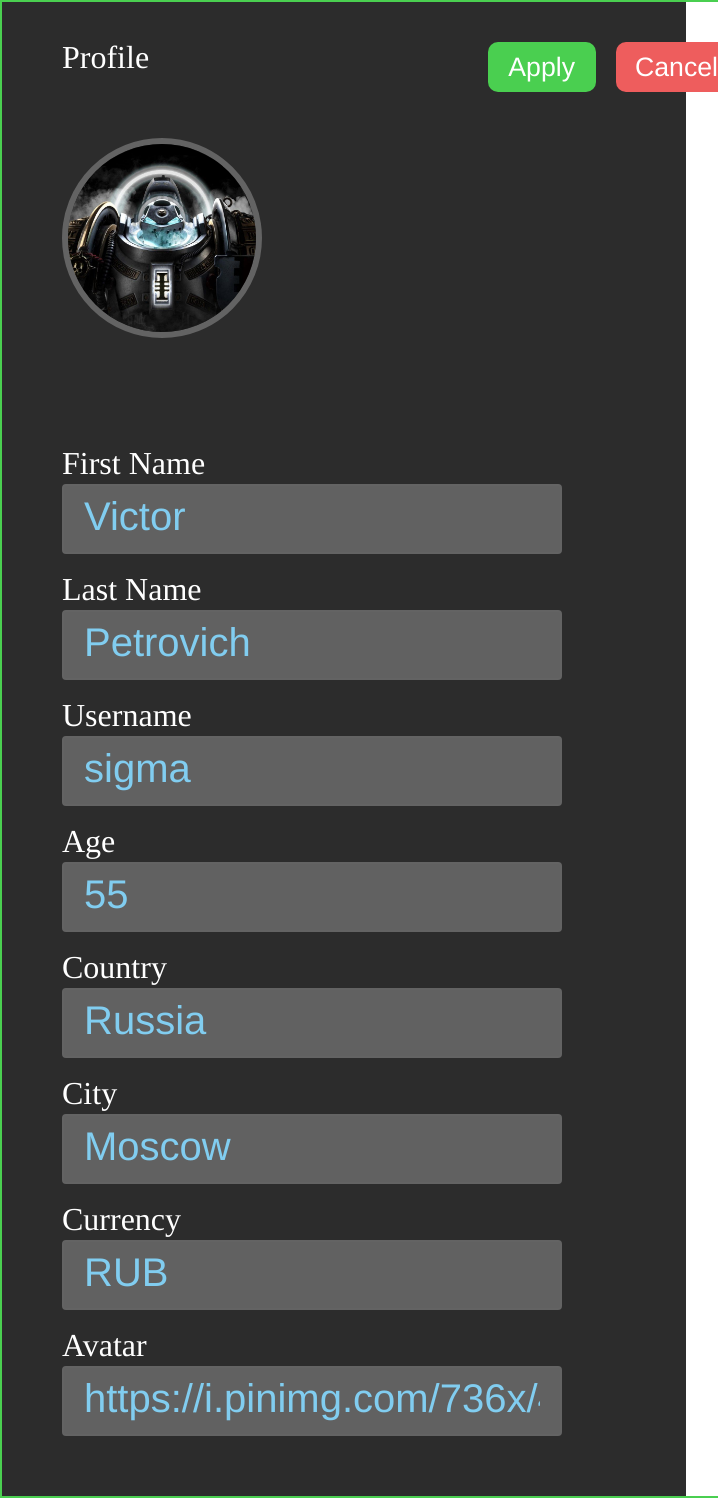 Profile
Apply
Cancel
First Name
Victor
Last Name
Petrovich
Username
sigma
Age
55
Country
Russia
City
Moscow
Currency
RUB
Avatar
https://i.pinimg.com/736x/